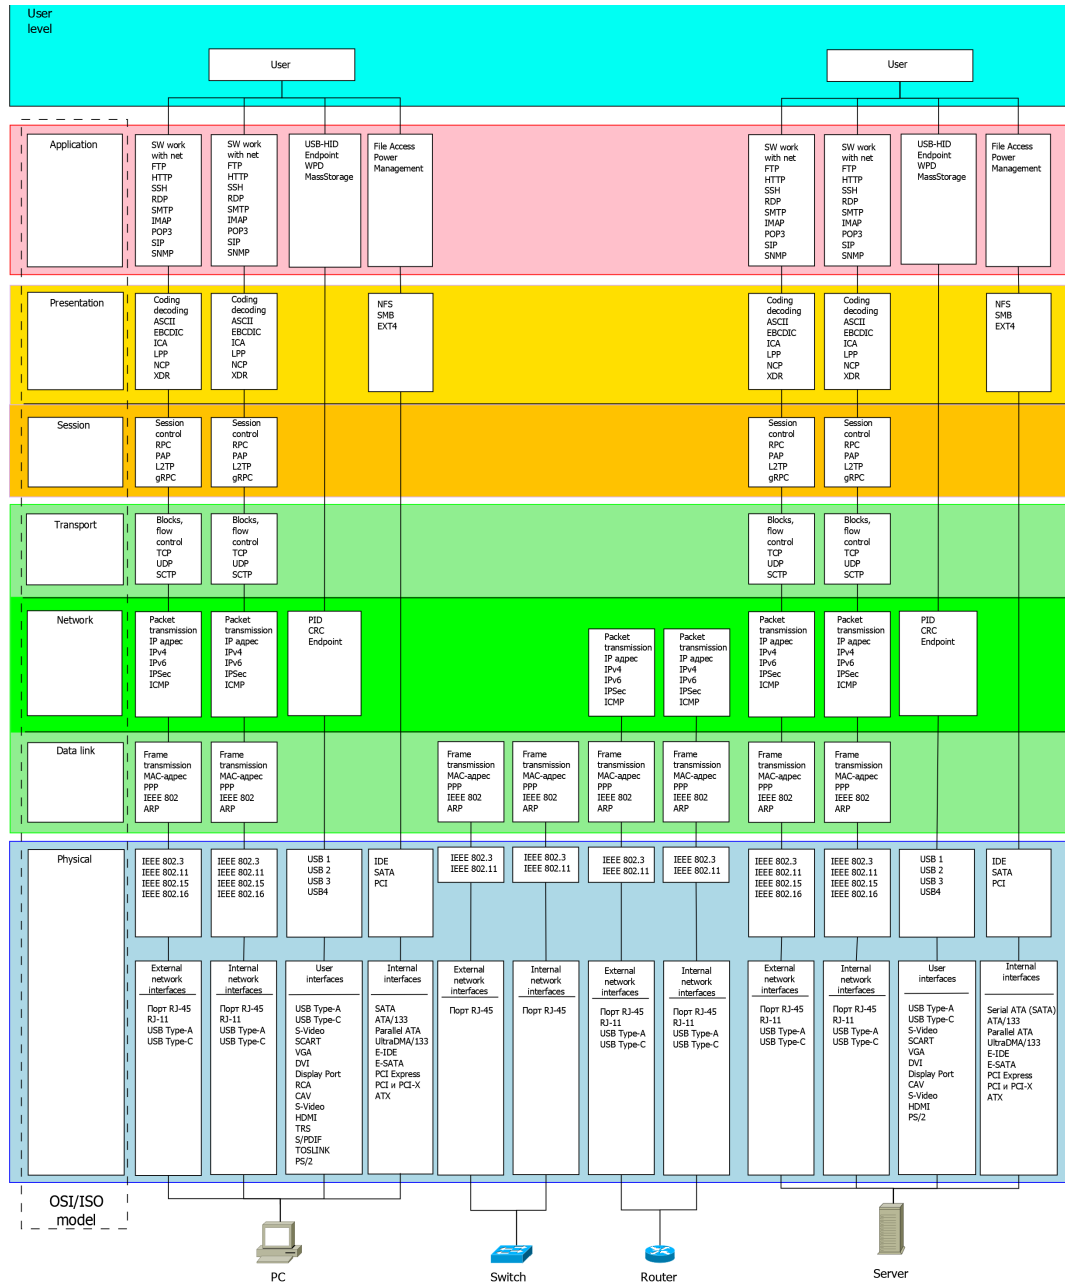 User
level
User
User
Application
SW work
with net
FTP
HTTP
SSH
RDP
SMTP
IMAP
POP3
SIP
SNMP
SW work
with net
FTP
HTTP
SSH
RDP
SMTP
IMAP
POP3
SIP
SNMP
USB-HID
Endpoint
WPD
MassStorage
File Access
Power
Management
SW work
with net
FTP
HTTP
SSH
RDP
SMTP
IMAP
POP3
SIP
SNMP
SW work
with net
FTP
HTTP
SSH
RDP
SMTP
IMAP
POP3
SIP
SNMP
USB-HID
Endpoint
WPD
MassStorage
File Access
Power
Management
Presentation
Coding
decoding
ASCII
EBCDIC
ICA
LPP
NCP
XDR
Coding
decoding
ASCII
EBCDIC
ICA
LPP
NCP
XDR
NFS
SMB
EXT4
Coding
decoding
ASCII
EBCDIC
ICA
LPP
NCP
XDR
Coding
decoding
ASCII
EBCDIC
ICA
LPP
NCP
XDR
NFS
SMB
EXT4
Session
Session
control
RPC
PAP
L2TP
gRPC
Session
control
RPC
PAP
L2TP
gRPC
Session
control
RPC
PAP
L2TP
gRPC
Session
control
RPC
PAP
L2TP
gRPC
Transport
Blocks,
flow
control
TCP
UDP
SCTP
Blocks,
flow
control
TCP
UDP
SCTP
Blocks,
flow
control
TCP
UDP
SCTP
Blocks,
flow
control
TCP
UDP
SCTP
Network
Packet
transmission
IP адрес
IPv4
IPv6
IPSec
ICMP
Packet
transmission
IP адрес
IPv4
IPv6
IPSec
ICMP
PID
CRC
Endpoint
Packet
transmission
IP адрес
IPv4
IPv6
IPSec
ICMP
Packet
transmission
IP адрес
IPv4
IPv6
IPSec
ICMP
Packet
transmission
IP адрес
IPv4
IPv6
IPSec
ICMP
Packet
transmission
IP адрес
IPv4
IPv6
IPSec
ICMP
PID
CRC
Endpoint
Data link
Frame
transmission
MAC-адрес
PPP
IEEE 802
ARP
Frame
transmission
MAC-адрес
PPP
IEEE 802
ARP
Frame
transmission
MAC-адрес
PPP
IEEE 802
ARP
Frame
transmission
MAC-адрес
PPP
IEEE 802
ARP
Frame
transmission
MAC-адрес
PPP
IEEE 802
ARP
Frame
transmission
MAC-адрес
PPP
IEEE 802
ARP
Frame
transmission
MAC-адрес
PPP
IEEE 802
ARP
Frame
transmission
MAC-адрес
PPP
IEEE 802
ARP
Physical
IEEE 802.3
IEEE 802.11
IEEE 802.15
IEEE 802.16
IEEE 802.3
IEEE 802.11
IEEE 802.15
IEEE 802.16
USB 1
USB 2
USB 3
USB4
IDE
SATA
PCI
IEEE 802.3
IEEE 802.11
IEEE 802.3
IEEE 802.11
IEEE 802.3
IEEE 802.11
IEEE 802.3
IEEE 802.11
IEEE 802.3
IEEE 802.11
IEEE 802.15
IEEE 802.16
IEEE 802.3
IEEE 802.11
IEEE 802.15
IEEE 802.16
USB 1
USB 2
USB 3
USB4
IDE
SATA
PCI
External
network
interfaces
Порт RJ-45
RJ-11
USB Type-A
USB Type-C
Internal
network
interfaces
Порт RJ-45
RJ-11
USB Type-A
USB Type-C
User
interfaces
USB Type-A
USB Type-C
S-Video
SCART
VGA
DVI
Display Port
RCA
CAV
S-Video
HDMI
TRS
S/PDIF
TOSLINK
PS/2
Internal
interfaces
SATA
ATA/133
Parallel ATA
UltraDMA/133
E-IDE
E-SATA
PCI Express
PCI и PCI-X
ATX
External
network
interfaces
Порт RJ-45
Internal
network
interfaces
Порт RJ-45
External
network
interfaces
Порт RJ-45
RJ-11
USB Type-A
USB Type-C
Internal
network
interfaces
Порт RJ-45
RJ-11
USB Type-A
USB Type-C
External
network
interfaces
Порт RJ-45
RJ-11
USB Type-A
USB Type-C
Internal
network
interfaces
Порт RJ-45
RJ-11
USB Type-A
USB Type-C
User
interfaces
USB Type-A
USB Type-C
S-Video
SCART
VGA
DVI
Display Port
CAV
S-Video
HDMI
PS/2
Internal
interfaces
Serial ATA (SATA)
ATA/133
Parallel ATA
UltraDMA/133
E-IDE
E-SATA
PCI Express
PCI и PCI-X
ATX
OSI/ISO
model
PC
Switch
Router
Server